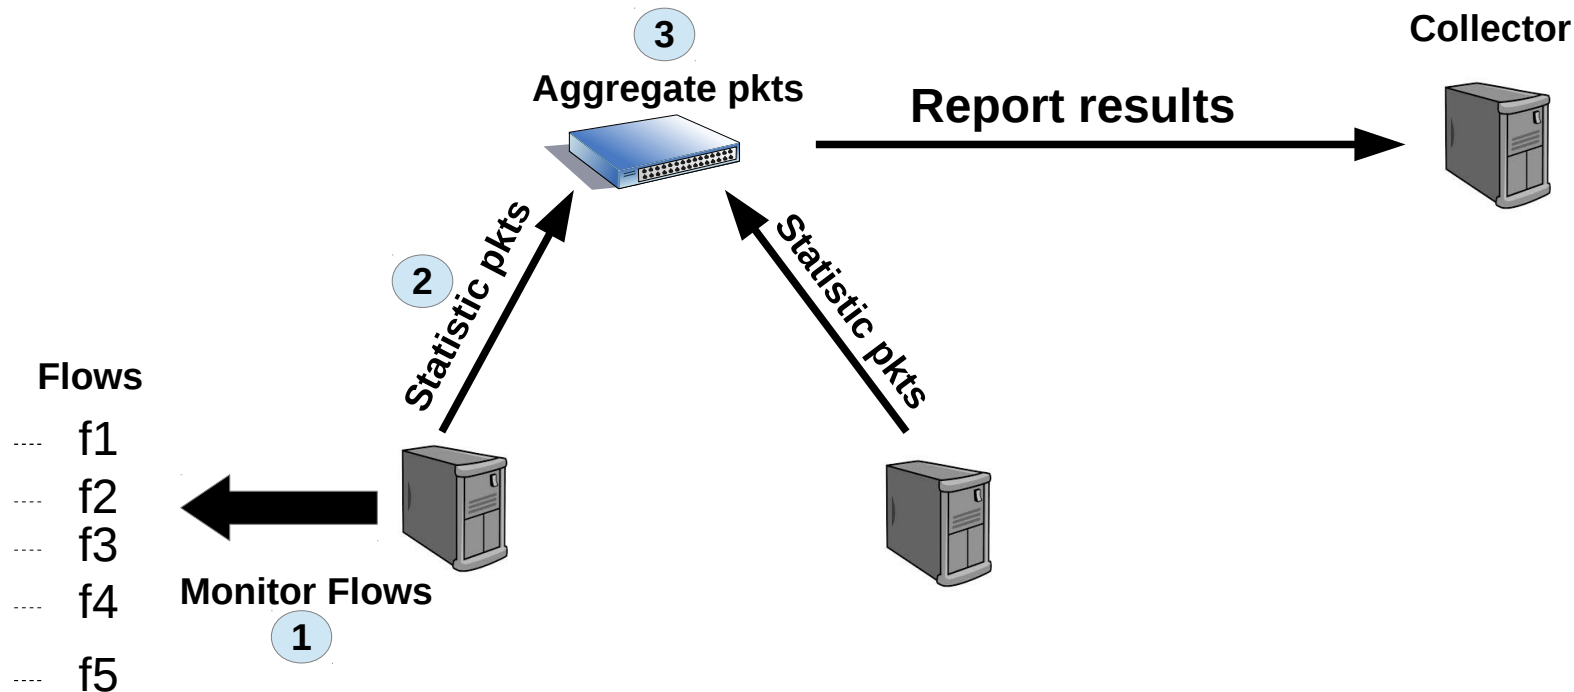 3
Collector
Aggregate pkts
Report results
Statistic pkts
2
Statistic pkts
Flows
f1
f2
f3
f4
f5
Monitor Flows
1